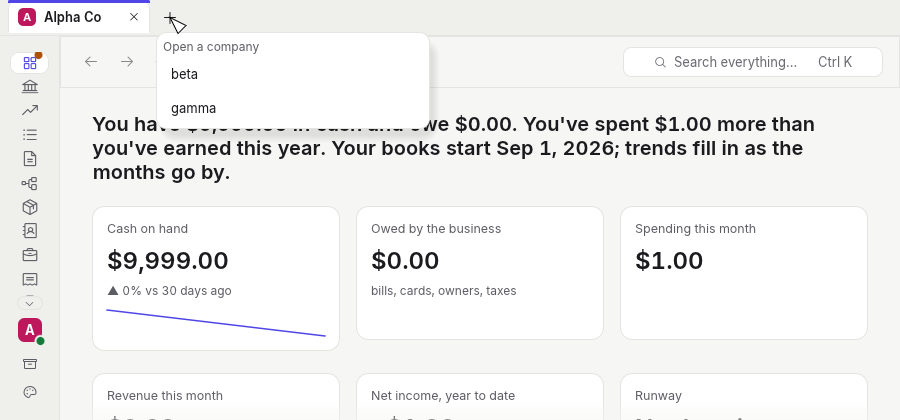 A Alpha Co
Open a company
beta
gamma
Search everything... Ctrl K
You have in cash and owe $0.00. You've spent $1.00 more than
you've earned this year. Your books start Sep 1, 2026; trends fill in as the
months go by.
Cash on hand
$9,999.00
▲ 0% vs 30 days ago
Owed by the business
$0.00
bills, cards, owners, taxes
Spending this month
$1.00
A
Revenue this month
Net income, year to date
Runway